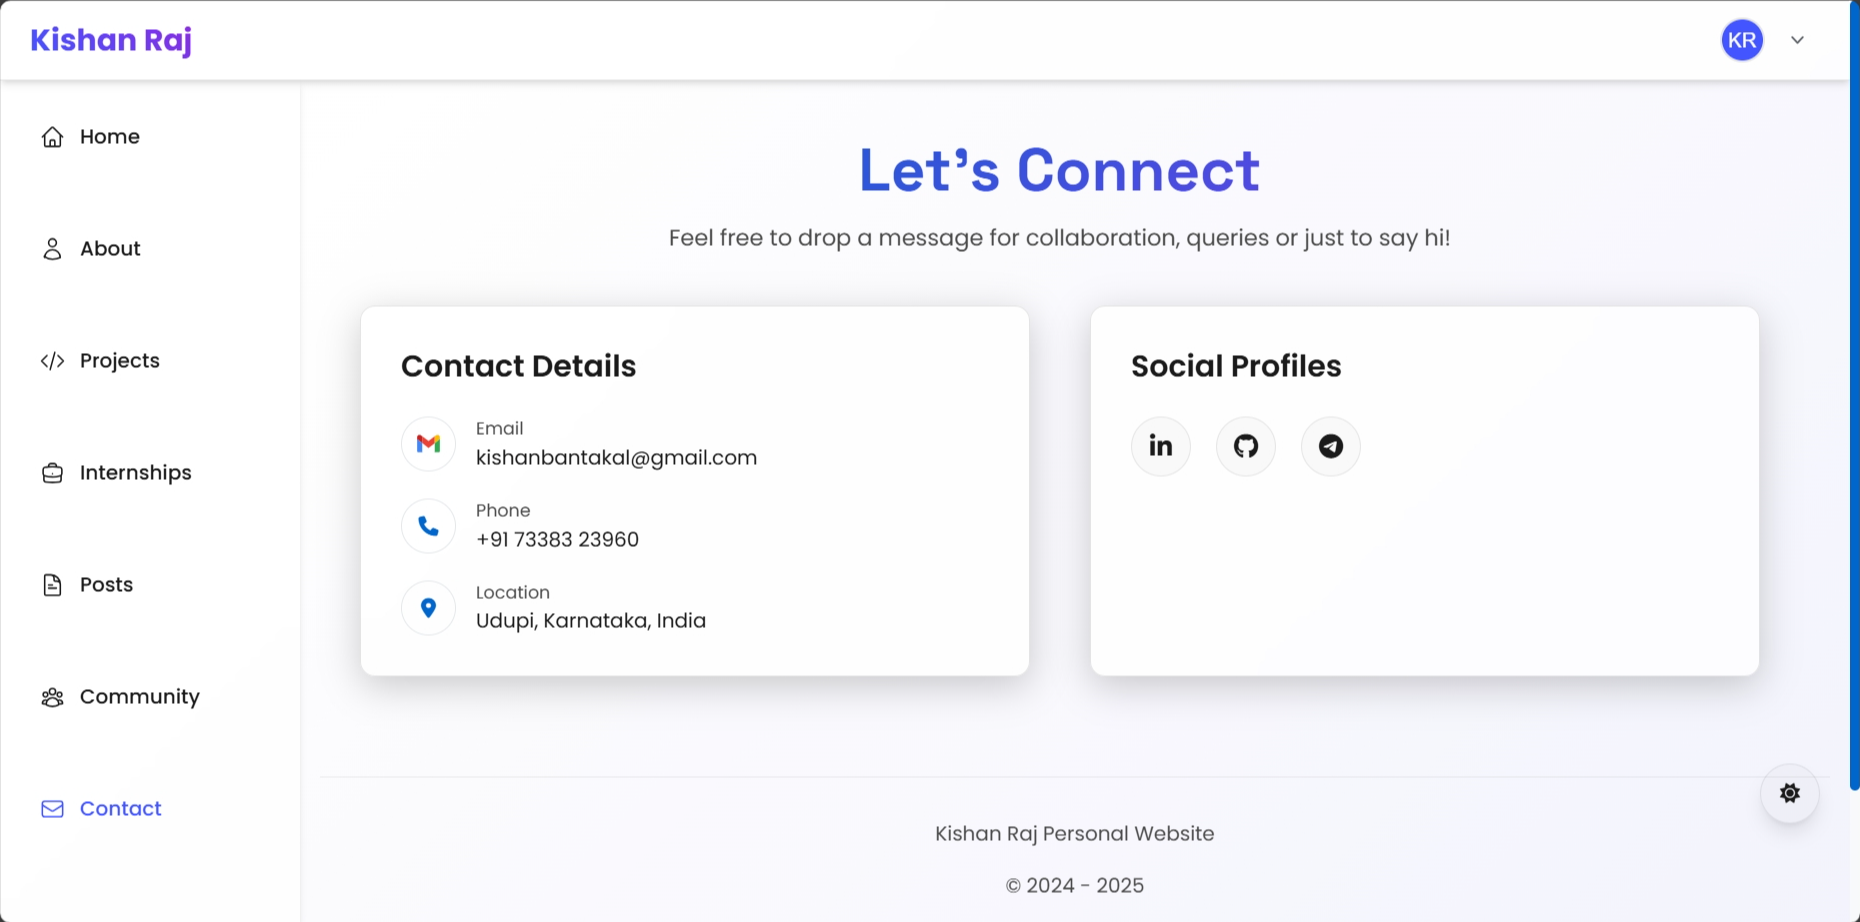 Kishan Raj
KR
Home
About
Projects
Internships
Posts
Community
Contact
Let's Connect
Feel free to drop a message for collaboration, queries or just to say hi!
Contact Details
Email
kishanbantakal@gmail.com
Phone
+91 73383 23960
Location
Udupi, Karnataka, India
Social Profiles
in
Kishan Raj Personal Website
© 2024 - 2025